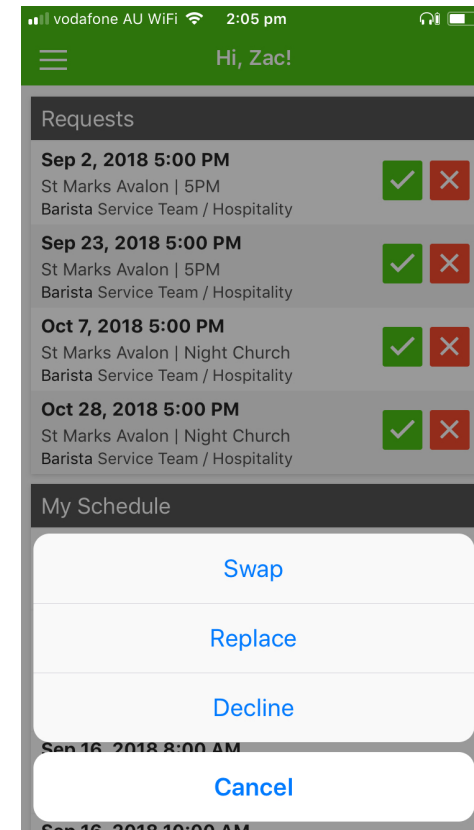 vodafone AU WiFi 2:05 pm
Hi, Zac!
Requests
Sep 2, 2018 5:00 PM
St Marks Avalon | 5PM
Barista Service Team / Hospitality
Sep 23, 2018 5:00 PM
St Marks Avalon | 5PM
Barista Service Team / Hospitality
Oct 7, 2018 5:00 PM
St Marks Avalon | Night Church
Barista Service Team / Hospitality
Oct 28, 2018 5:00 PM
St Marks Avalon | Night Church
Barista Service Team / Hospitality
My Schedule
Swap
Replace
Decline
Sep 16, 2018 8:00 AM
Cancel
Sep 16, 2018 10:00 AM